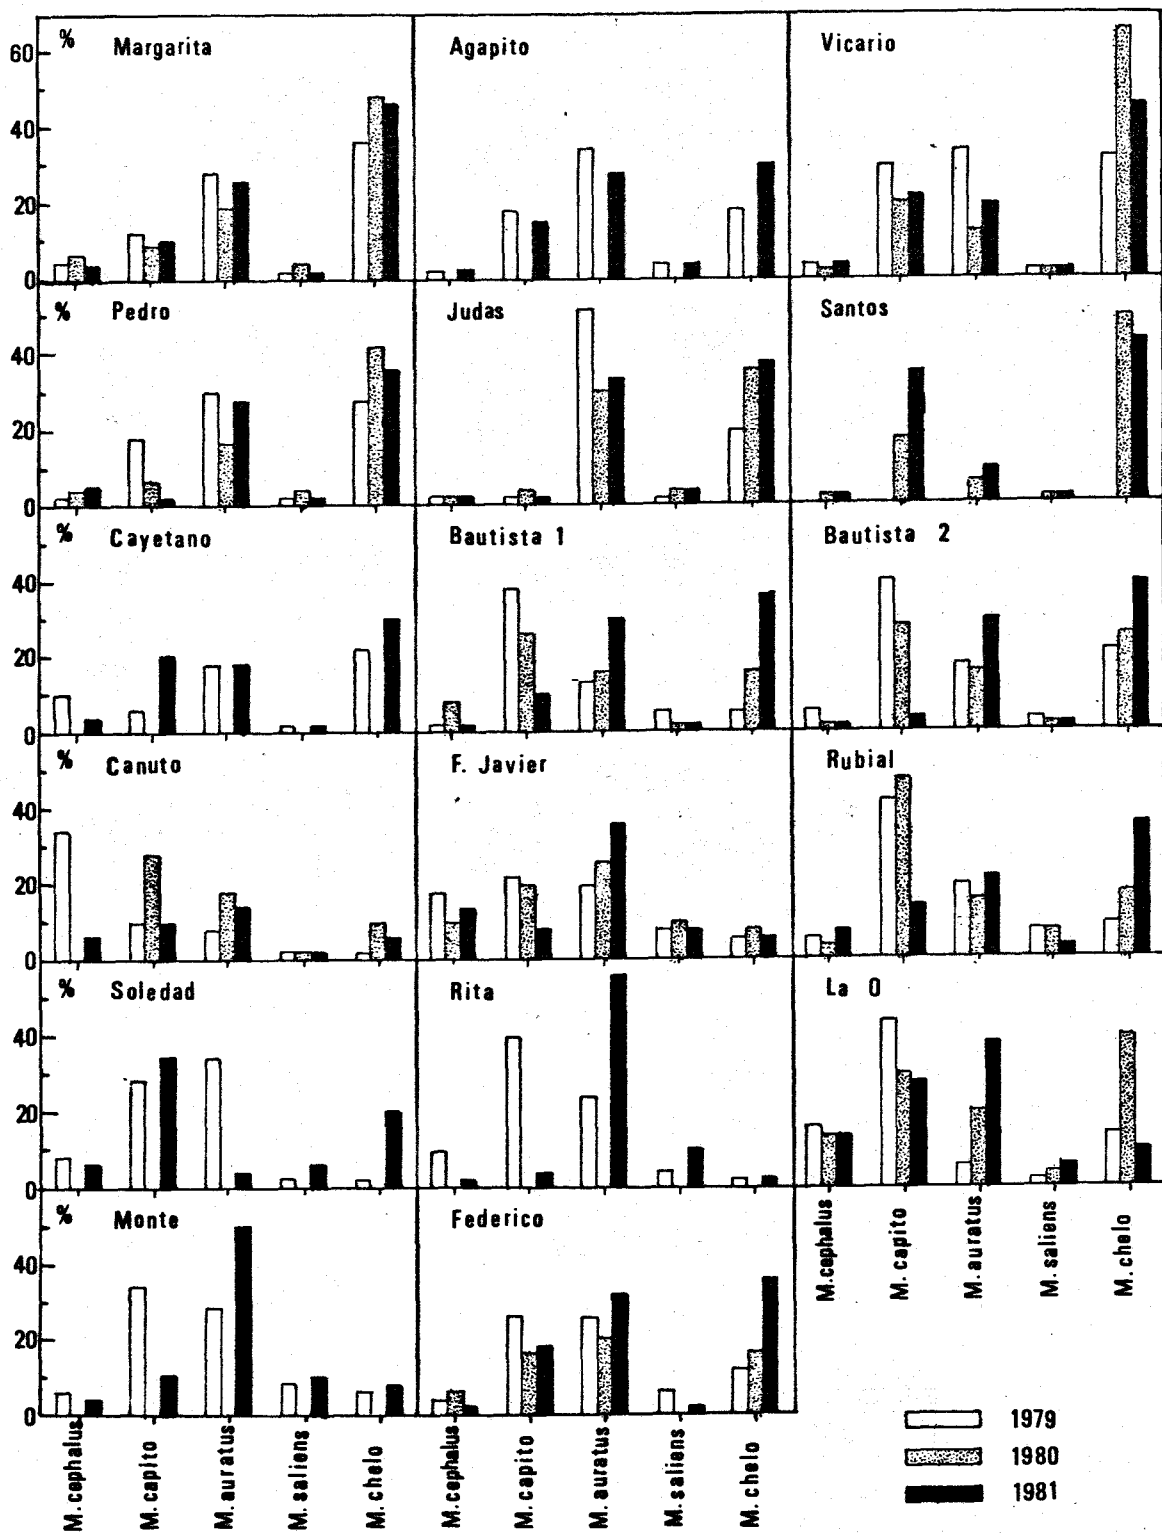 % Margarita Agapito Vicario
60
40
20
0
% Pedro Judas Santos
40
20
0
% Cayetano Bautista 1 Bautista 2
40
20
0
% Canuto F. Javier Rubial
40
20
0
% Soledad Rita La O
40
20
0
% Monte Federico
40
20
0
M. cephalus
M. capito
M. auratus
M. saliens
M. chelo
M. cephalus
M. capito
M. auratus
M. saliens
M. chelo
M. cephalus
M. capito
M. auratus
M. saliens
M. chelo
1979
1980
1981